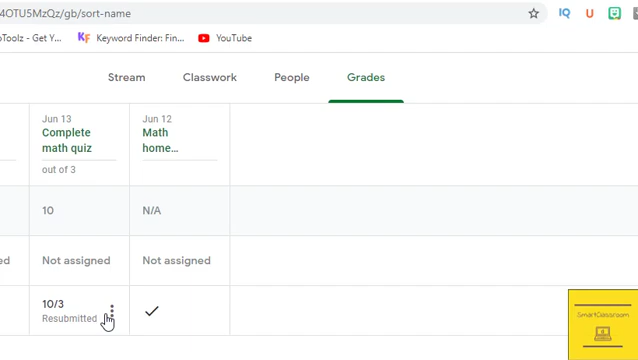 4OTU5MzQz/gb/sort-name
oToolz - Get Y...
Keyword Finder: Fin...
YouTube
Stream
Classwork
People
Grades
Jun 13
Complete
math quiz
out of 3
Jun 12
Math
home...
10
N/A
ed
Not assigned
Not assigned
10/3
Resubmitted
SmartClassroom